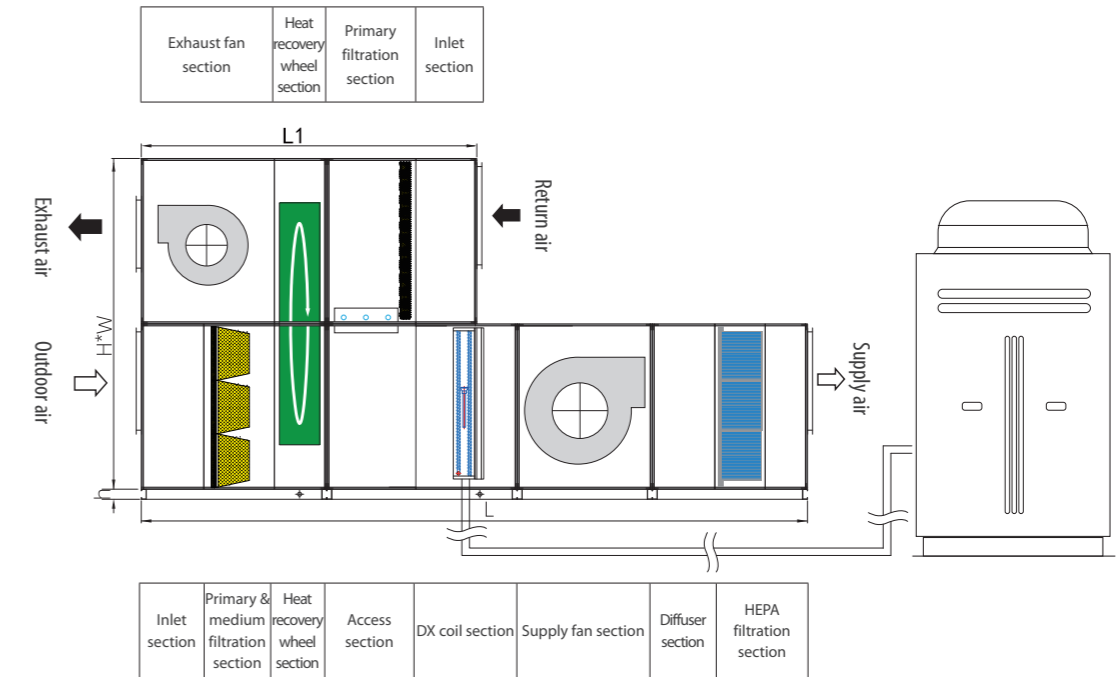 Exhaust fan
section
Heat
recovery
wheel
section
Primary
filtration
section
Inlet
section
L1
Exhaust air
Return air
W*H
Outdoor air
Supply air
L
Inlet
section
Primary &
medium
filtration
section
Heat
recovery
wheel
section
Access
section
DX coil section
Supply fan section
Diffuser
section
HEPA
filtration
section